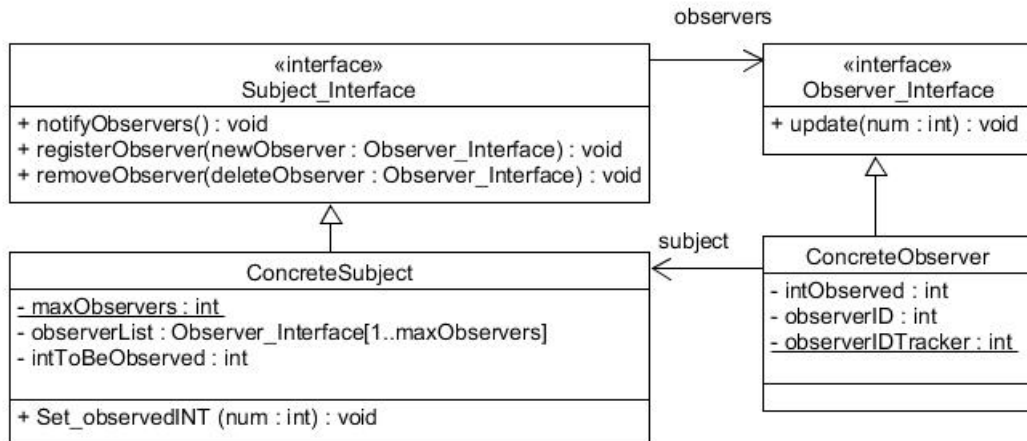 observers
«interface»
Subject_Interface
+ notifyObservers() : void
+ registerObserver(newObserver : Observer_Interface) : void
+ removeObserver(deleteObserver : Observer_Interface) : void
«interface»
Observer_Interface
+ update(num : int) : void
subject
ConcreteSubject
- maxObservers : int
- observerList : Observer_Interface[1..maxObservers]
- intToBeObserved : int
+ Set_observedINT (num : int) : void
ConcreteObserver
- intObserved : int
- observerID : int
- observerIDTracker : int